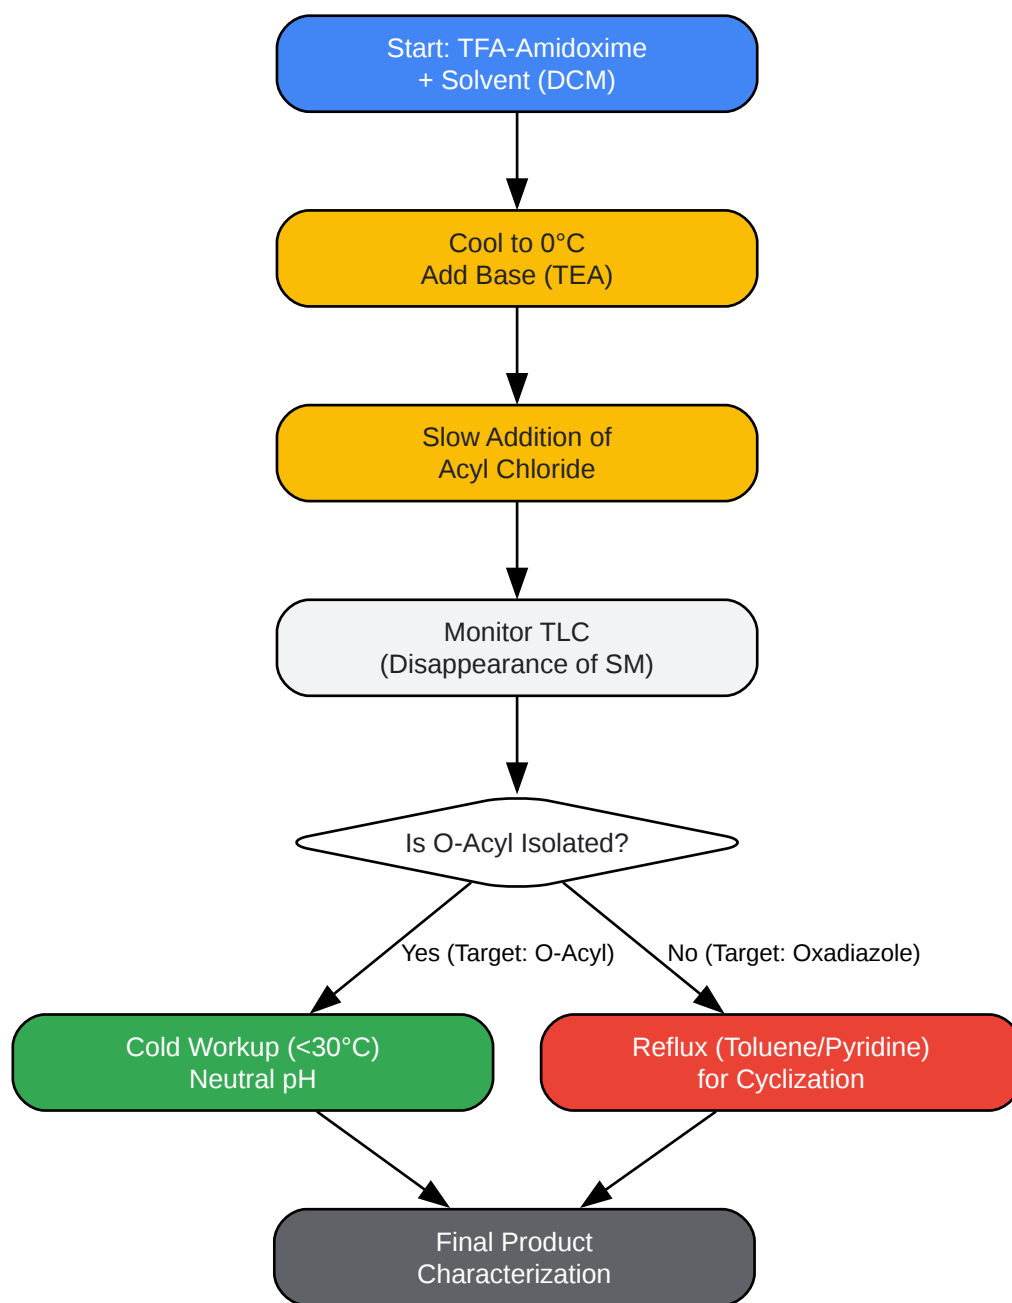 Start: TFA-Amidoxime
+ Solvent (DCM)
Cool to 0°C
Add Base (TEA)
Slow Addition of
Acyl Chloride
Monitor TLC
(Disappearance of SM)
Is O-Acyl Isolated?
Yes (Target: O-Acyl)
No (Target: Oxadiazole)
Cold Workup (<30°C)
Neutral pH
Reflux (Toluene/Pyridine)
for Cyclization
Final Product
Characterization